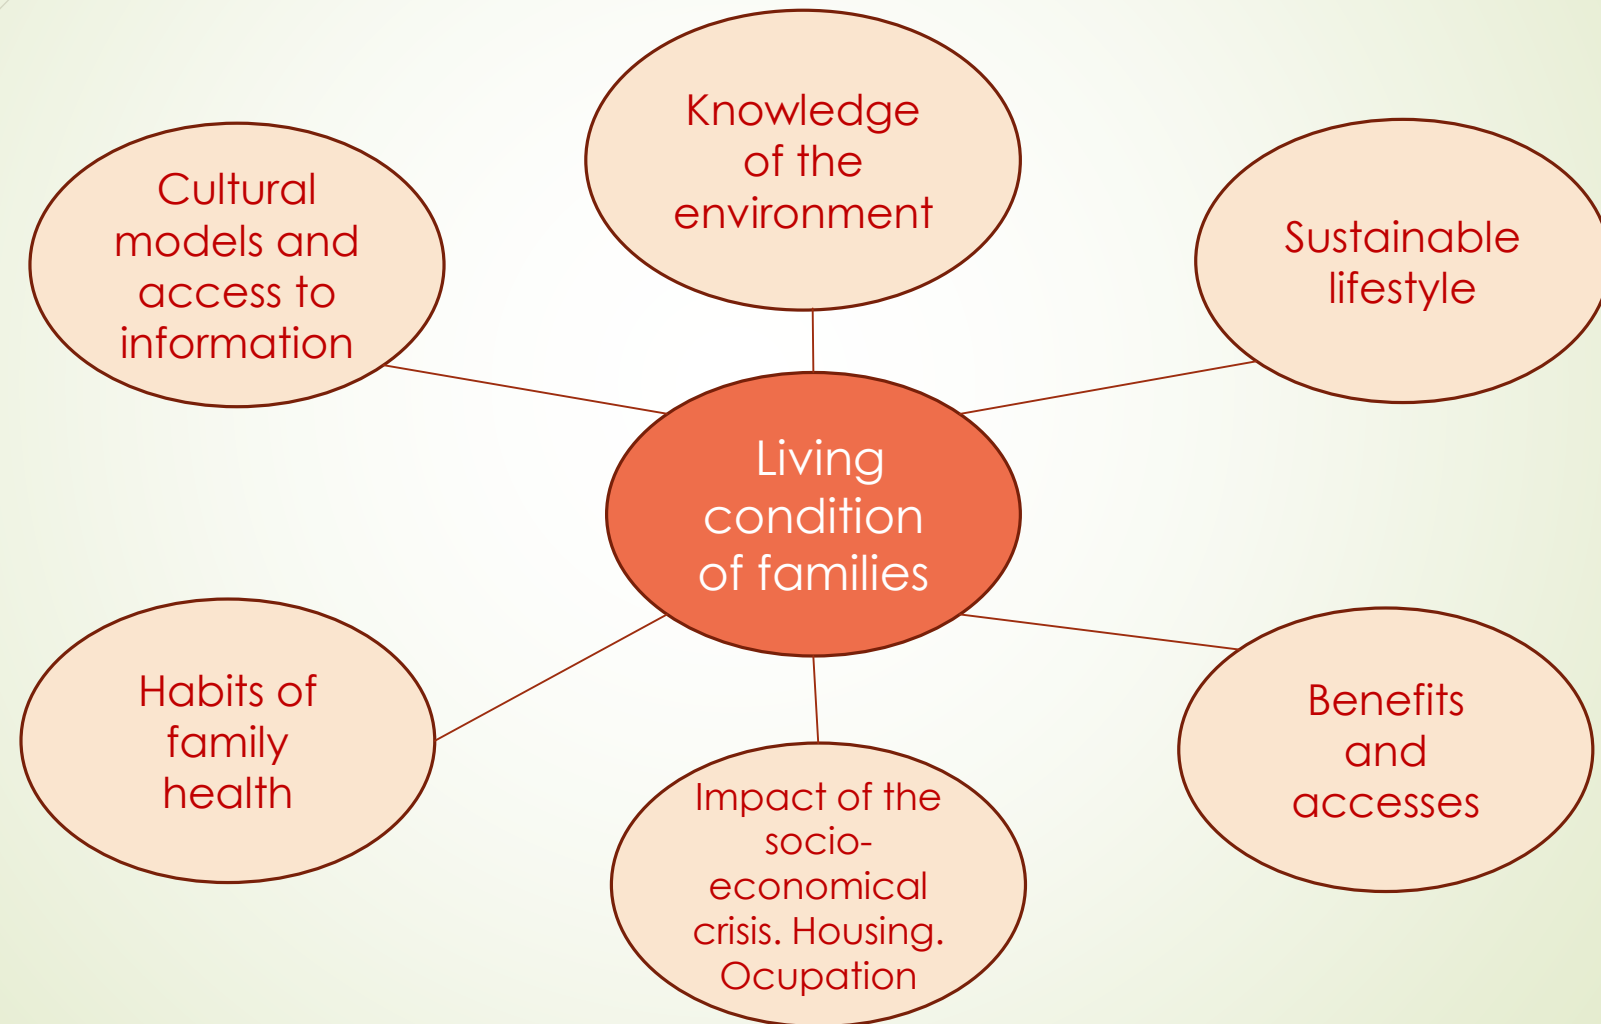 Knowledge
of the
environment
Cultural
models and
access to
information
Sustainable
lifestyle
Living
condition
of families
Habits of
family
health
Benefits
and
accesses
Impact of the
socio-
economical
crisis. Housing.
Ocupation